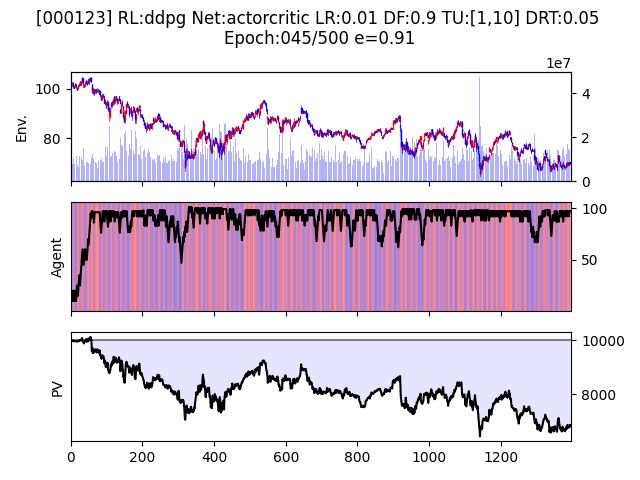 [000123] RL:ddpg Net:actorcritic LR:0.01 DF:0.9 TU:[1,10] DRT:0.05
Epoch:045/500 e=0.91
1e7
Env.
100
80
4
2
0
Agent
100
50
PV
10000
8000
0 200 400 600 800 1000 1200